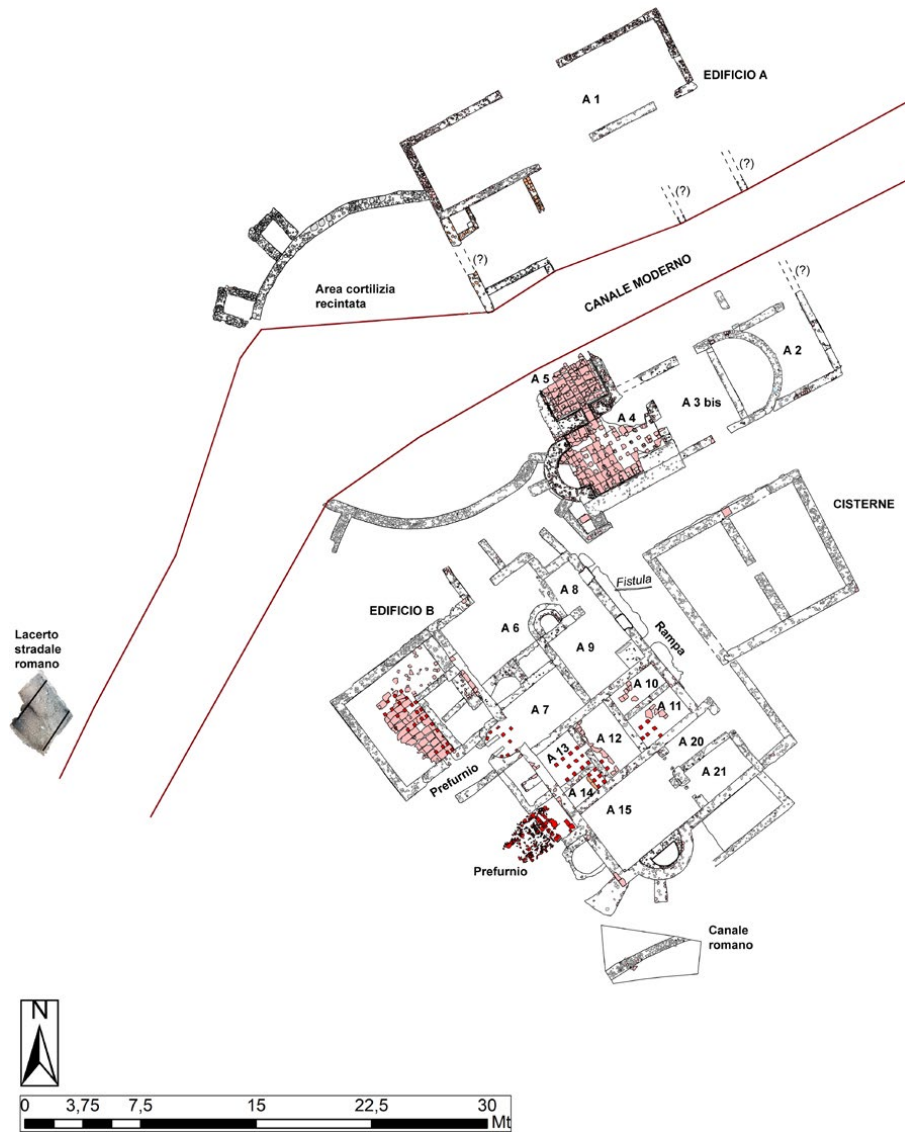 EDIFICIO A
A 1
(?)
(?)
(?)
Area cortilizia
recintata
CANALE MODERNO
(?)
A 2
A 5
A 3 bis
A 4
CISTERNE
Fistula
A 8
EDIFICIO B
A 6
Rampa
Lacerto
stradale
romano
A 9
A 10
A 7
A 11
A 12
A 20
A 13
Prefurnio
A 21
A 14
A 15
Prefurnio
Canale
romano
N
0 3,75 7,5 15 22,5 30
Mt